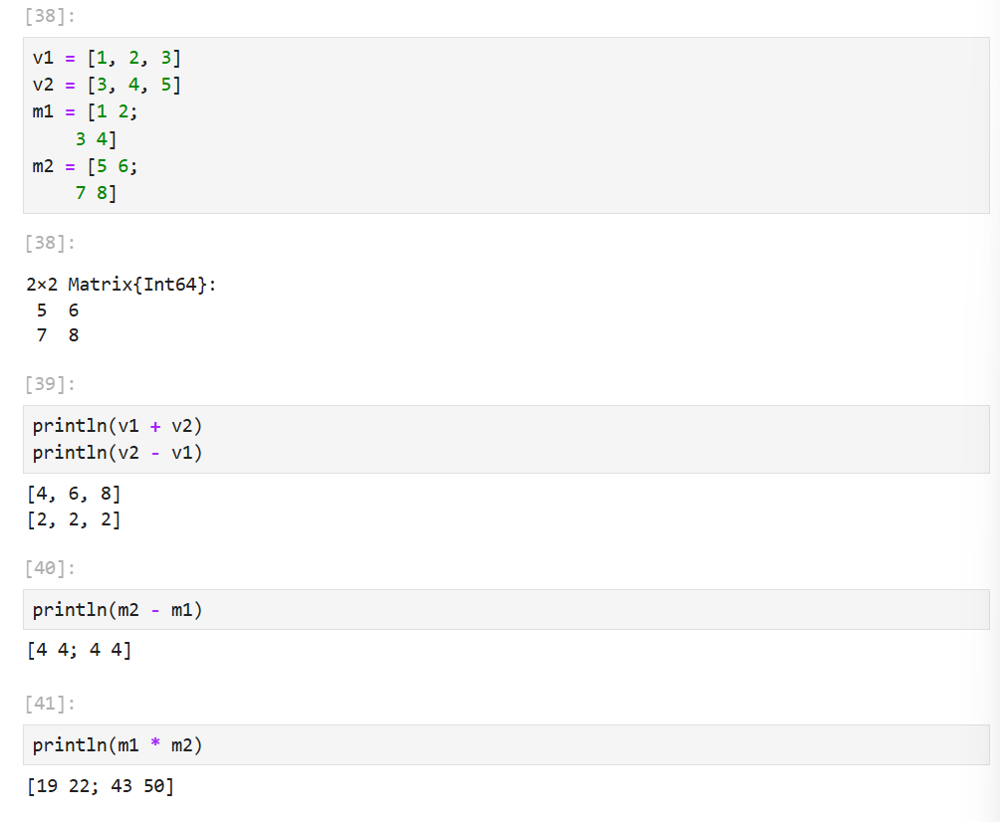 [38]:
v1 = [1, 2, 3]
v2 = [3, 4, 5]
m1 = [1 2;
    3 4]
m2 = [5 6;
    7 8]
[38]:
2×2 Matrix{Int64}:
 5  6
 7  8
[39]:
println(v1 + v2)
println(v2 - v1)
[4, 6, 8]
[2, 2, 2]
[40]:
println(m2 - m1)
[4 4; 4 4]
[41]:
println(m1 * m2)
[19 22; 43 50]